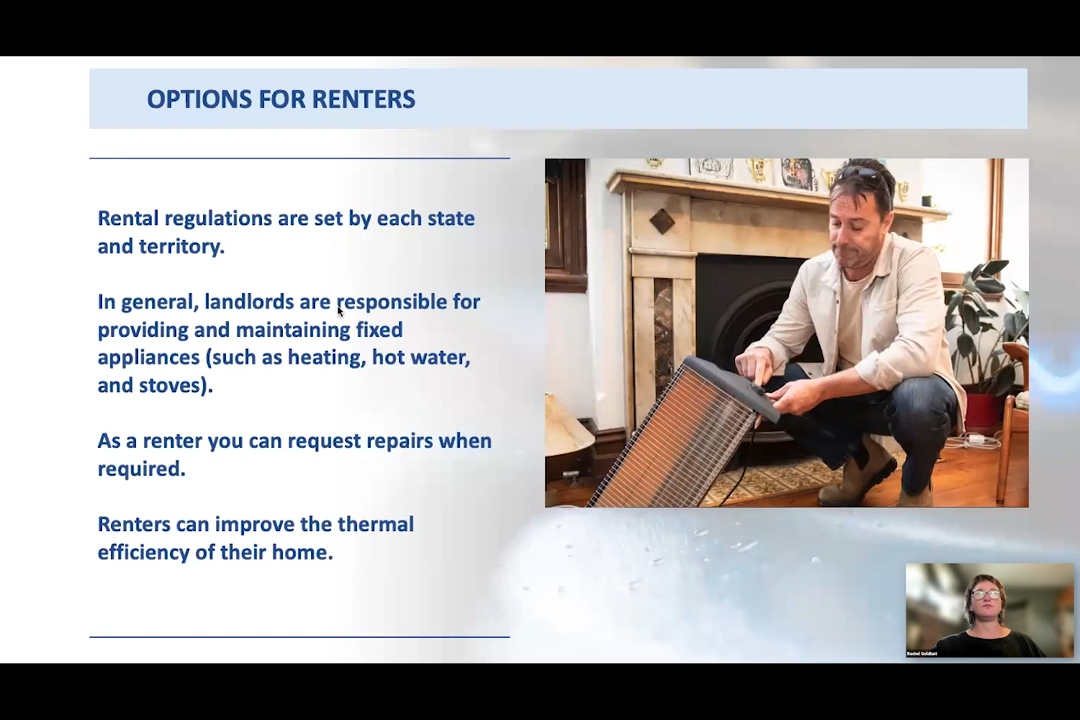 OPTIONS FOR RENTERS
Rental regulations are set by each state
and territory.
In general, landlords are responsible for
providing and maintaining fixed
appliances (such as heating, hot water,
and stoves).
As a renter you can request repairs when
required.
Renters can improve the thermal
efficiency of their home.
Rachel Goldlust